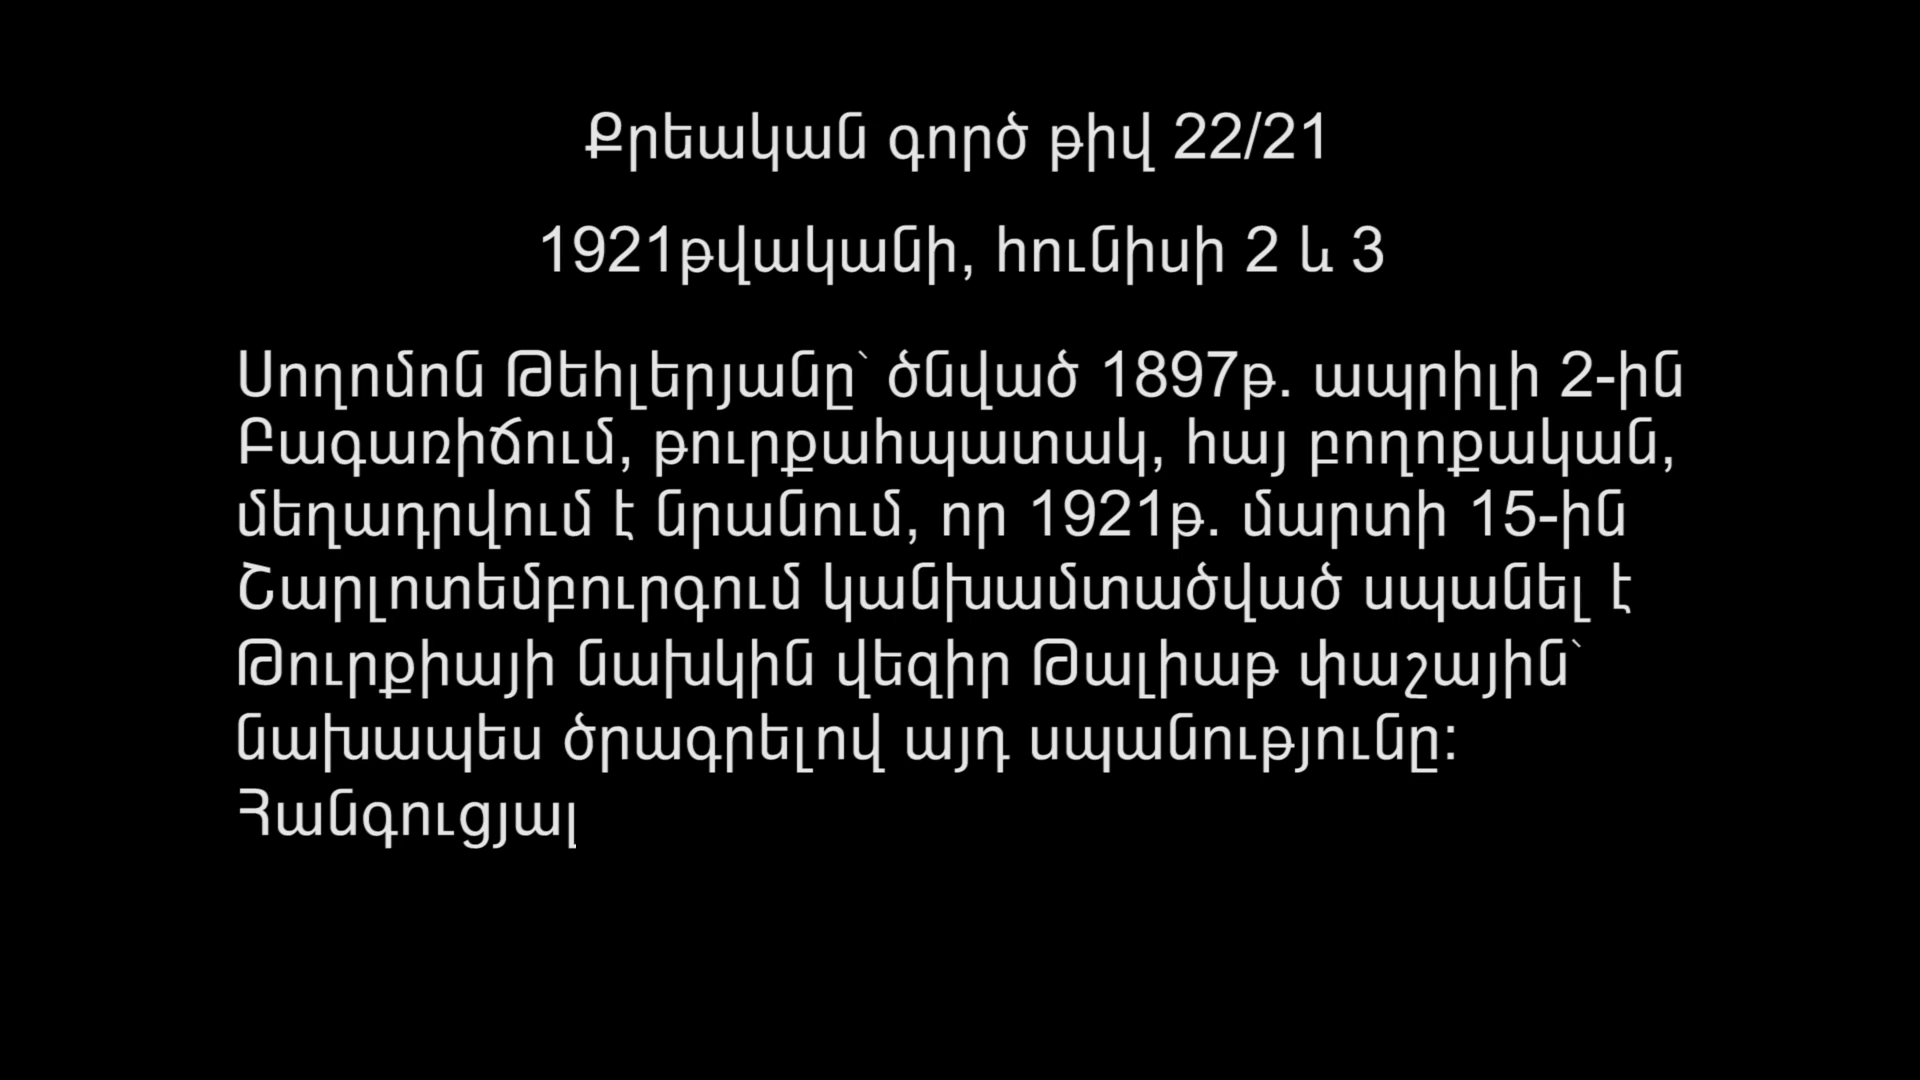 Քրեական գործ թիվ 22/21
1921թվականի, հունիսի 2 և 3
Սողոմոն Թեհլերյանը՝ ծնված 1897թ. ապրիլի 2-ին
Բագառիճում, թուրքահպատակ, հայ բողոքական,
մեղադրվում է նրանում, որ 1921թ. մարտի 15-ին
Շարլոտեմբուրգում կանխամտածված սպանել է
Թուրքիայի նախկին վեզիր Թալիաթ փաշային՝
նախապես ծրագրելով այդ սպանությունը:
Հանգուցյալ